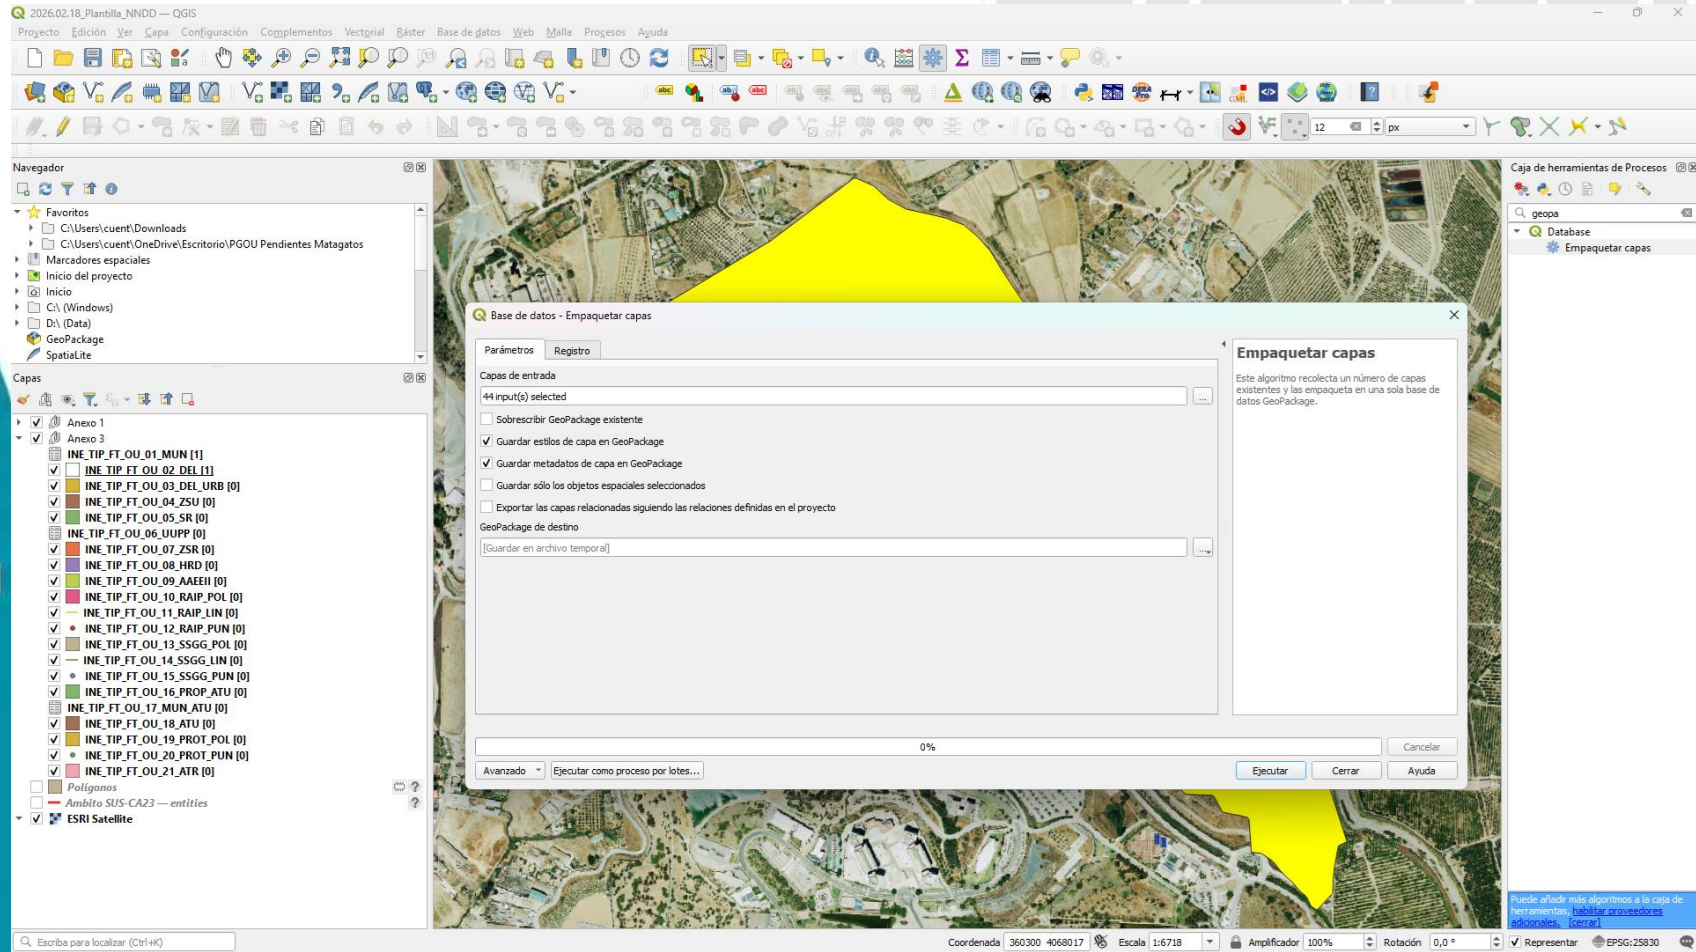 2026.02.18_Plantilla_NNDD — QGIS
Proyecto Edición Ver Capa Configuración Complementos Vectorial Ráster Base de datos Web Malla Procesos Ayuda
12 px
Navegador
Favoritos
C:\Users\cuent\Downloads
C:\Users\cuent\OneDrive\Escritorio\PGOU Pendientes Matagatos
Marcadores espaciales
Inicio del proyecto
Inicio
C:\ (Windows)
D:\ (Data)
GeoPackage
SpatiaLite
Capas
Anexo 1
Anexo 3
INE_TIP_FT_OU_01_MUN [1]
INE_TIP_FT_OU_02_DEL [1]
INE_TIP_FT_OU_03_DEL_URB [0]
INE_TIP_FT_OU_04_ZSU [0]
INE_TIP_FT_OU_05_SR [0]
INE_TIP_FT_OU_06_UUPP [0]
INE_TIP_FT_OU_07_ZSR [0]
INE_TIP_FT_OU_08_HRD [0]
INE_TIP_FT_OU_09_AAEEII [0]
INE_TIP_FT_OU_10_RAIP_POL [0]
INE_TIP_FT_OU_11_RAIP_LIN [0]
INE_TIP_FT_OU_12_RAIP_PUN [0]
INE_TIP_FT_OU_13_SSGG_POL [0]
INE_TIP_FT_OU_14_SSGG_LIN [0]
INE_TIP_FT_OU_15_SSGG_PUN [0]
INE_TIP_FT_OU_16_PROP_ATU [0]
INE_TIP_FT_OU_17_MUN_ATU [0]
INE_TIP_FT_OU_18_ATU [0]
INE_TIP_FT_OU_19_PROT_POL [0]
INE_TIP_FT_OU_20_PROT_PUN [0]
INE_TIP_FT_OU_21_ATR [0]
Polígonos
Ambito SUS-CA23 — entities
ESRI Satellite
Base de datos - Empaquetar capas
Parámetros Registro
Capas de entrada
44 input(s) selected
Sobrescribir GeoPackage existente
Guardar estilos de capa en GeoPackage
Guardar metadatos de capa en GeoPackage
Guardar sólo los objetos espaciales seleccionados
Exportar las capas relacionadas siguiendo las relaciones definidas en el proyecto
GeoPackage de destino
[Guardar en archivo temporal]
Empaquetar capas
Este algoritmo recolecta un número de capas
existentes y las empaqueta en una sola base de
datos GeoPackage.
0%
Cancelar
Avanzado Ejecutar como proceso por lotes...
Ejecutar Cerrar Ayuda
Caja de herramientas de Procesos
geopa
Database
Empaquetar capas
Puede añadir más algoritmos a la caja de
herramientas, habilitar proveedores
adicionales. [cerrar]
Escriba para localizar (Ctrl+K)
Coordenada 360300 4068017 Escala 1:6718 Amplificador 100% Rotación 0,0 ° Representar EPSG:25830